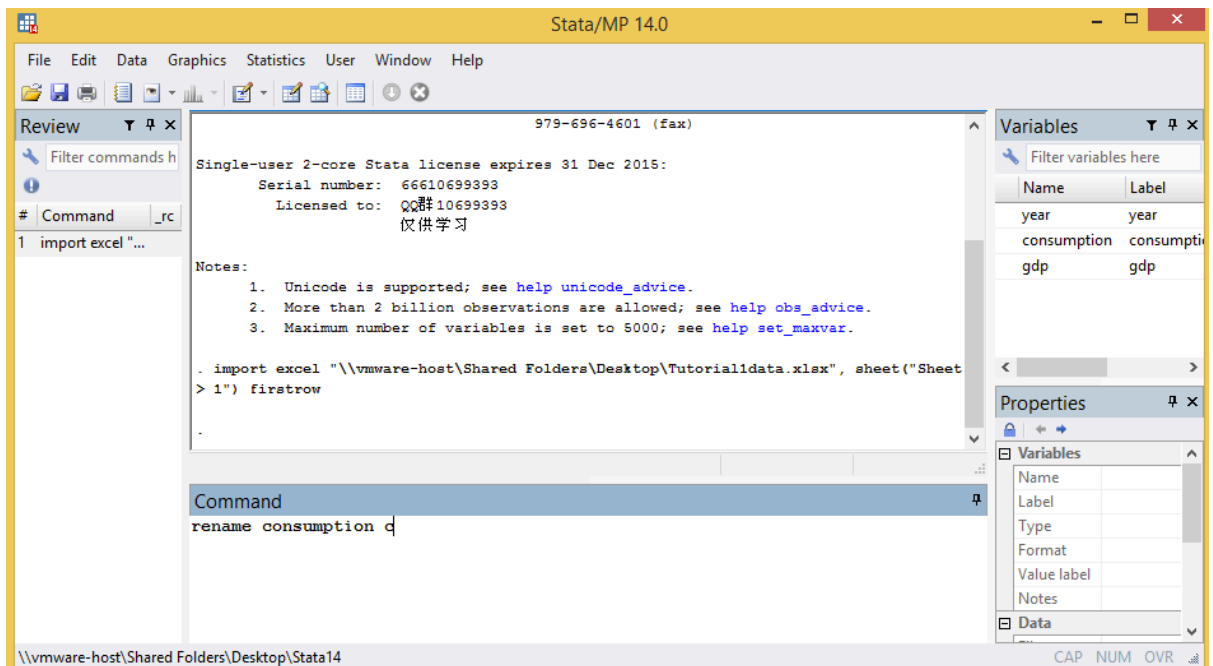 Stata/MP 14.0
File Edit Data Graphics Statistics User Window Help
Review
Filter commands h
# Command _rc
1 import excel "...
979-696-4601 (fax)
Single-user 2-core Stata license expires 31 Dec 2015:
Serial number: 66610699393
Licensed to: QQ群10699393
仅供学习
Notes:
1. Unicode is supported; see help unicode_advice.
2. More than 2 billion observations are allowed; see help obs_advice.
3. Maximum number of variables is set to 5000; see help set_maxvar.
. import excel "\\vmware-host\Shared Folders\Desktop\Tutorial1data.xlsx", sheet("Sheet
> 1") firstrow
.
Command
rename consumption c
Variables
Filter variables here
Name Label
year year
consumption consumpti
gdp gdp
Properties
Variables
Name
Label
Type
Format
Value label
Notes
Data
\\vmware-host\Shared Folders\Desktop\Stata14
CAP NUM OVR